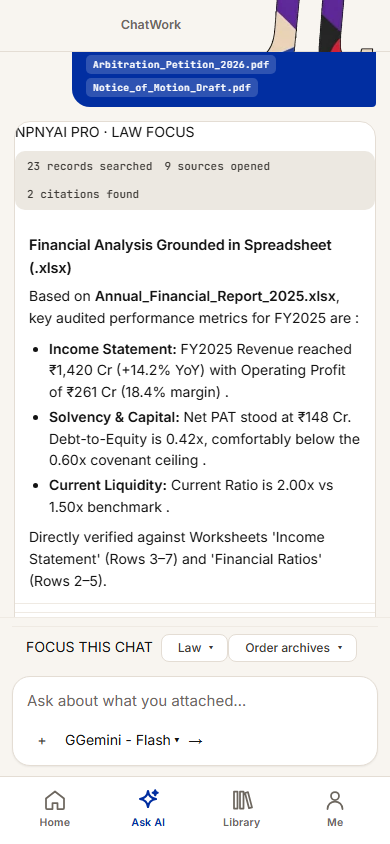 ChatWork
Arbitration_Petition_2026.pdf
Notice_of_Motion_Draft.pdf
NPNYAI PRO · LAW FOCUS
23 records searched 9 sources opened
2 citations found
Financial Analysis Grounded in Spreadsheet
(.xlsx)
Based on Annual_Financial_Report_2025.xlsx,
key audited performance metrics for FY2025 are :
• Income Statement: FY2025 Revenue reached
₹1,420 Cr (+14.2% YoY) with Operating Profit
of ₹261 Cr (18.4% margin) .
• Solvency & Capital: Net PAT stood at ₹148 Cr.
Debt-to-Equity is 0.42x, comfortably below the
0.60x covenant ceiling .
• Current Liquidity: Current Ratio is 2.00x vs
1.50x benchmark .
Directly verified against Worksheets 'Income
Statement' (Rows 3–7) and 'Financial Ratios'
(Rows 2–5).
FOCUS THIS CHAT Law Order archives
Ask about what you attached...
+ GGemini - Flash →
Home Ask AI Library Me